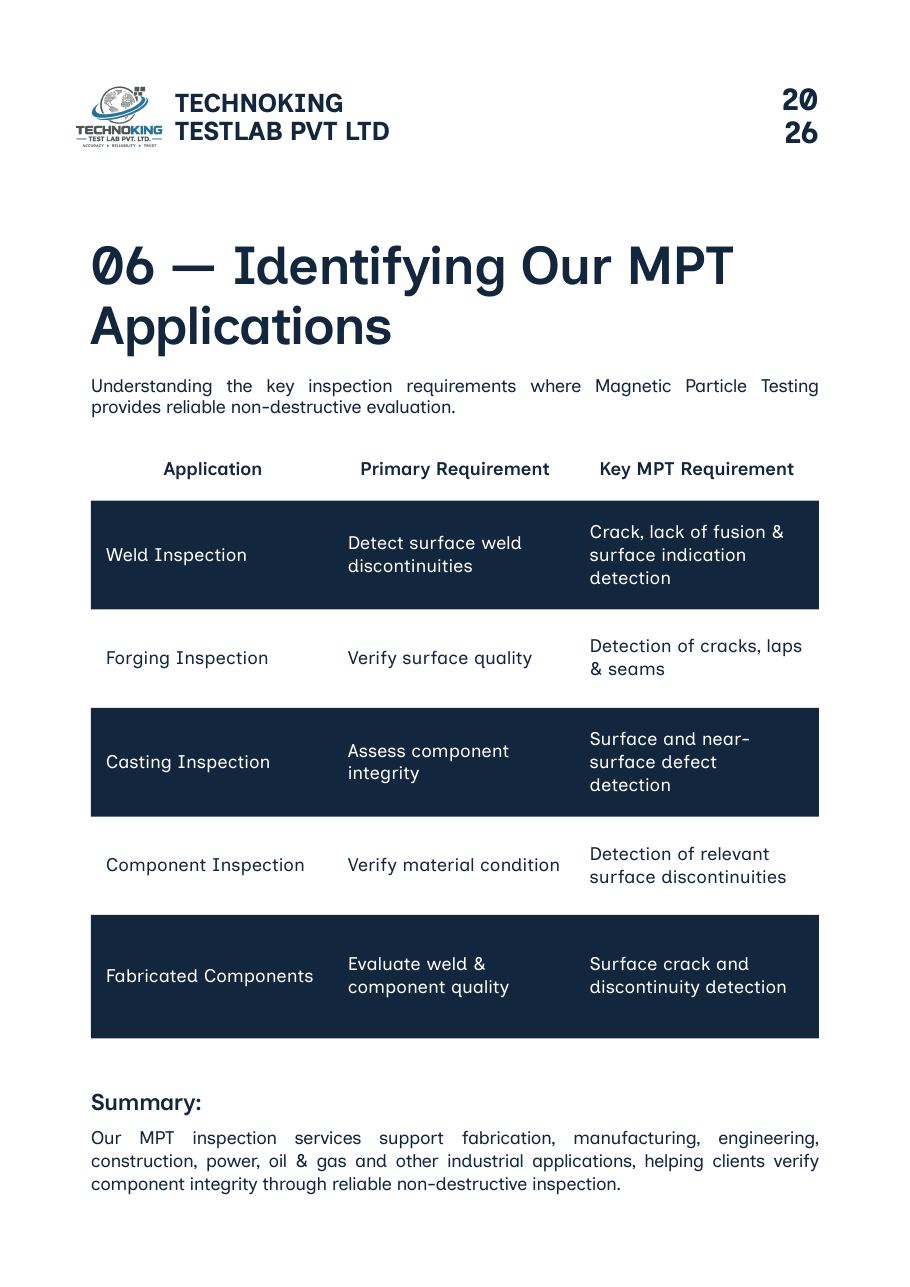 TECHNOKING
TEST LAB PVT. LTD.
ACCURACY • RELIABILITY • TRUST
TECHNOKING
TESTLAB PVT LTD
20
26
06 — Identifying Our MPT
Applications
Understanding the key inspection requirements where Magnetic Particle Testing
provides reliable non-destructive evaluation.
Application Primary Requirement Key MPT Requirement
Weld Inspection
Detect surface weld
discontinuities
Crack, lack of fusion &
surface indication
detection
Forging Inspection
Verify surface quality
Detection of cracks, laps
& seams
Casting Inspection
Assess component
integrity
Surface and near-
surface defect
detection
Component Inspection
Verify material condition
Detection of relevant
surface discontinuities
Fabricated Components
Evaluate weld &
component quality
Surface crack and
discontinuity detection
Summary:
Our MPT inspection services support fabrication, manufacturing, engineering,
construction, power, oil & gas and other industrial applications, helping clients verify
component integrity through reliable non-destructive inspection.